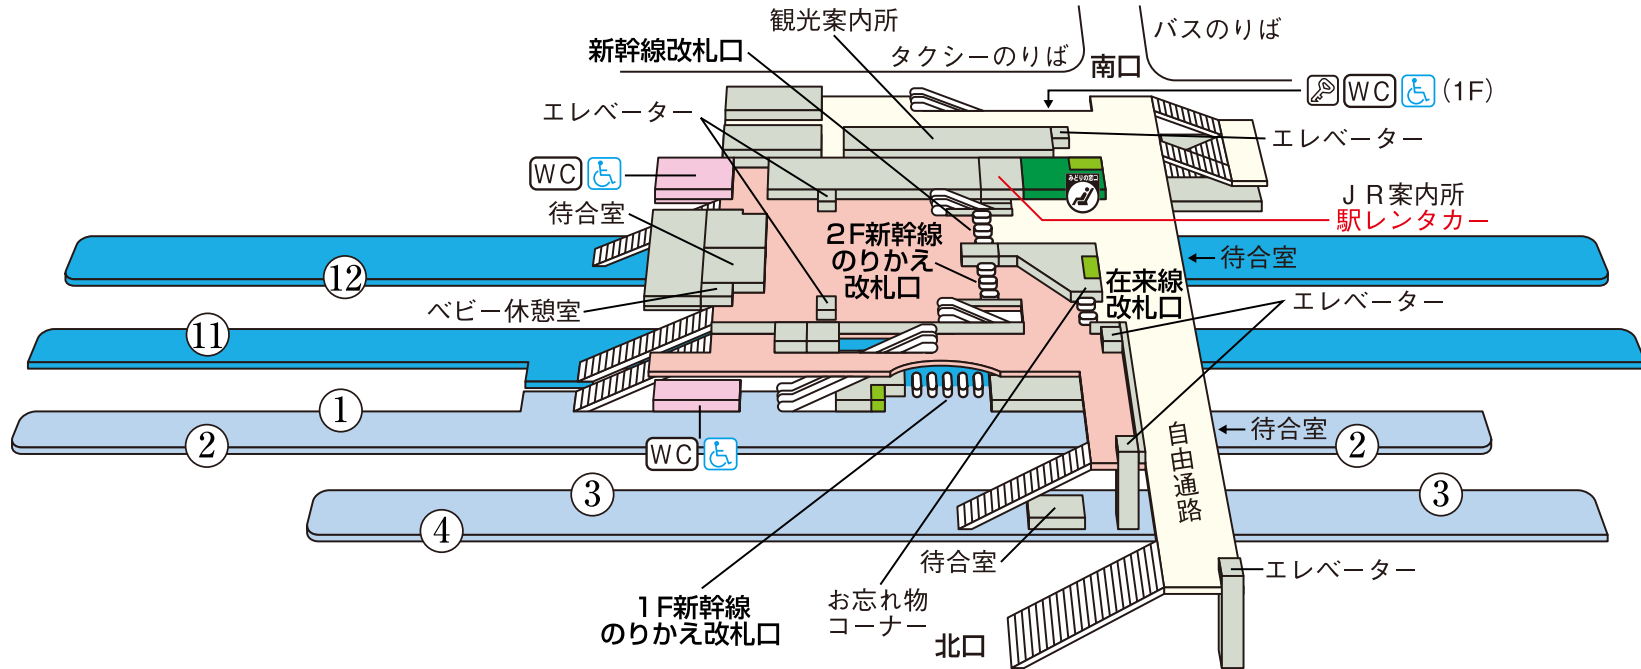 観光案内所
バスのりば
新幹線改札口
タクシーのりば
南口
WC
(1F)
エレベーター
エレベーター
WC
みどりの窓口
JR案内所
駅レンタカー
待合室
2F新幹線
のりかえ
改札口
待合室
12
在来線
改札口
エレベーター
ベビー休憩室
11
1
2
WC
自由通路
待合室
2
3
3
4
待合室
エレベーター
1F新幹線
のりかえ改札口
お忘れ物
コーナー
北口